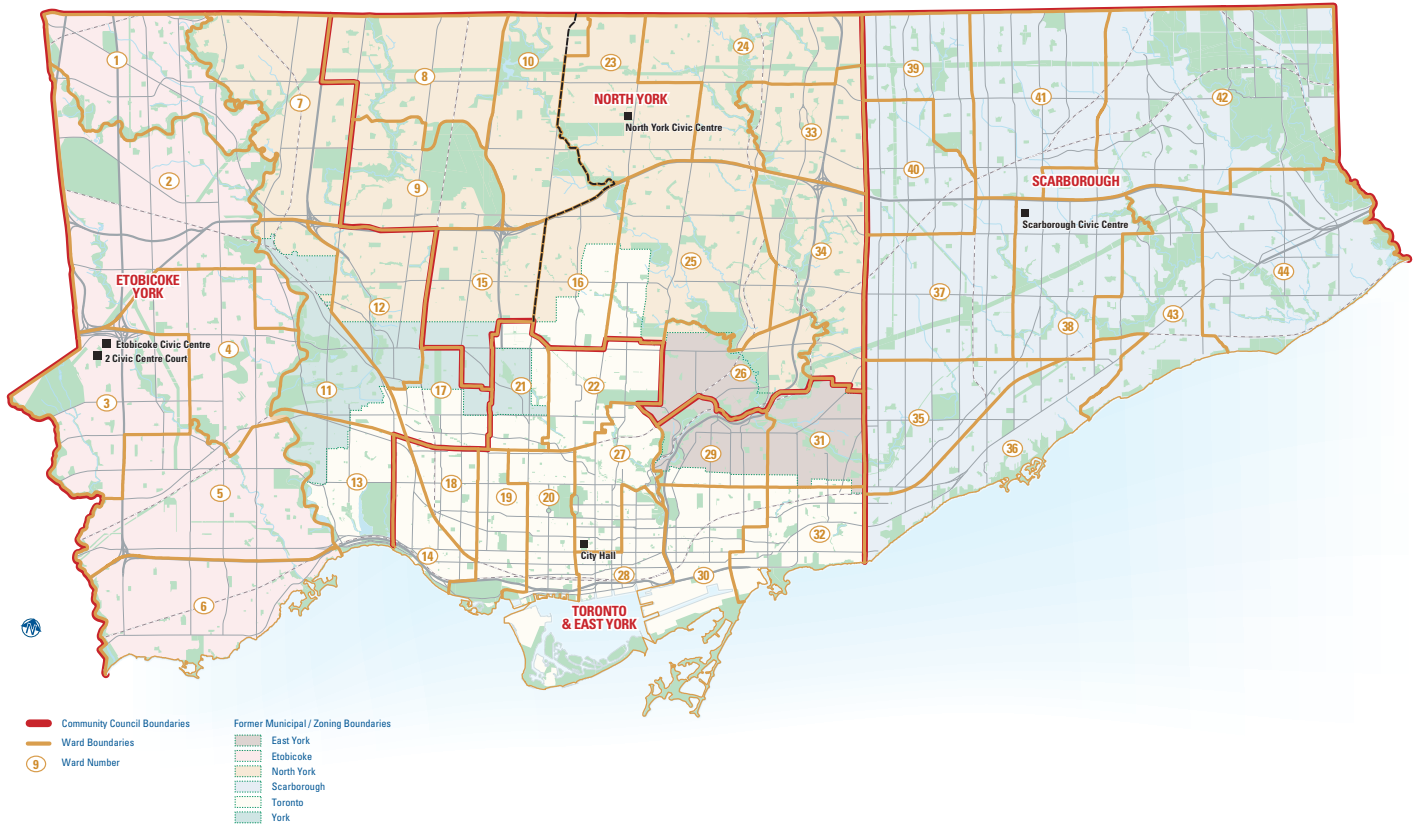 1
2
3
4
5
6
7
8
9
10
11
12
13
14
15
16
17
18
19
20
21
22
23
24
25
26
27
28
29
30
31
32
33
34
35
36
37
38
39
40
41
42
43
44
NORTH YORK
North York Civic Centre
SCARBOROUGH
Scarborough Civic Centre
ETOBICOKE
YORK
Etobicoke Civic Centre
2 Civic Centre Court
City Hall
TORONTO
& EAST YORK
N
Community Council Boundaries
Ward Boundaries
9 Ward Number
Former Municipal / Zoning Boundaries
East York
Etobicoke
North York
Scarborough
Toronto
York